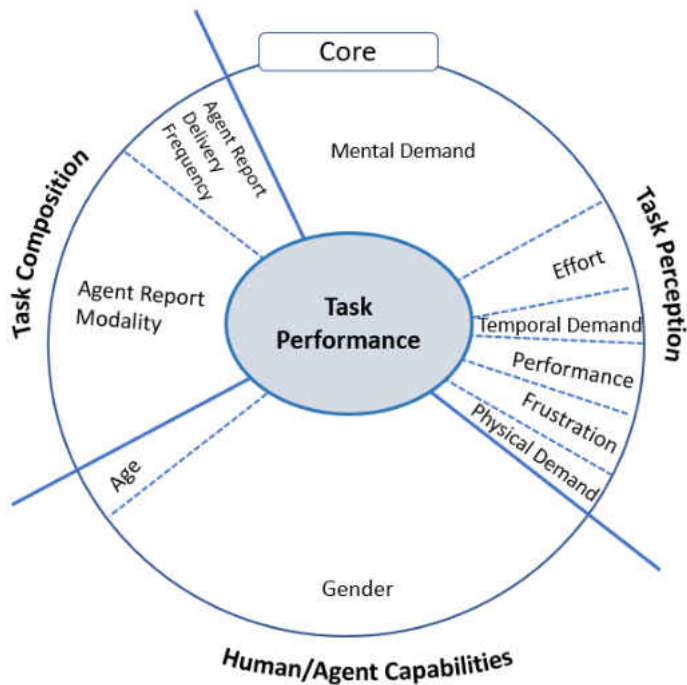 Core
Agent Report
Delivery
Frequency
Mental Demand
Task Composition
Task Perception
Effort
Agent Report
Modality
Task
Performance
Temporal Demand
Performance
Frustration
Physical Demand
Age
Gender
Human/Agent Capabilities